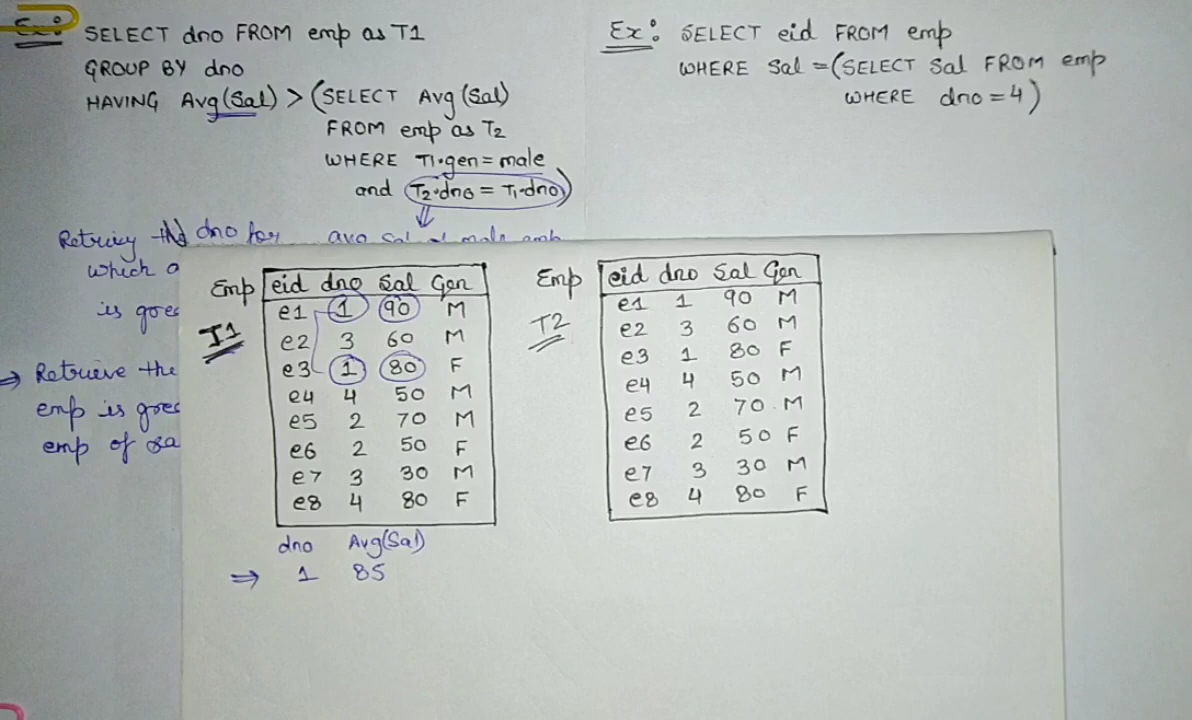 Ex:
SELECT dno FROM emp as T1
GROUP BY dno
HAVING Avg(Sal) > (SELECT Avg(Sal)
FROM emp as T2
WHERE T1.gen = male
and T2.dno = T1.dno)
Ex: SELECT eid FROM emp
WHERE Sal = (SELECT Sal FROM emp
WHERE dno = 4)
dno for
which
is
⇒ Retrieve the
emp is
emp of
Emp T1
eid dno Sal Gen
e1 1 90 M
e2 3 60 M
e3 1 80 F
e4 4 50 M
e5 2 70 M
e6 2 50 F
e7 3 30 M
e8 4 80 F
dno Avg(Sal)
⇒ 1 85
Emp T2
eid dno Sal Gen
e1 1 90 M
e2 3 60 M
e3 1 80 F
e4 4 50 M
e5 2 70 M
e6 2 50 F
e7 3 30 M
e8 4 80 F